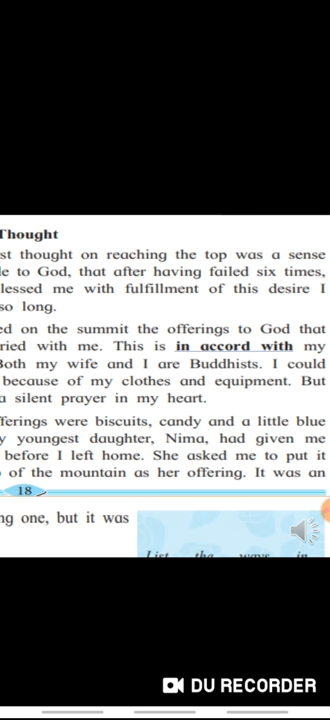 Thought
st thought on reaching the top was a sense
le to God, that after having failed six times,
lessed me with fulfillment of this desire I
so long.
ed on the summit the offerings to God that
ried with me. This is in accord with my
Both my wife and I are Buddhists. I could
because of my clothes and equipment. But
a silent prayer in my heart.
fferings were biscuits, candy and a little blue
y youngest daughter, Nima, had given me
before I left home. She asked me to put it
of the mountain as her offering. It was an
18
ng one, but it was
List the ways in
DU RECORDER